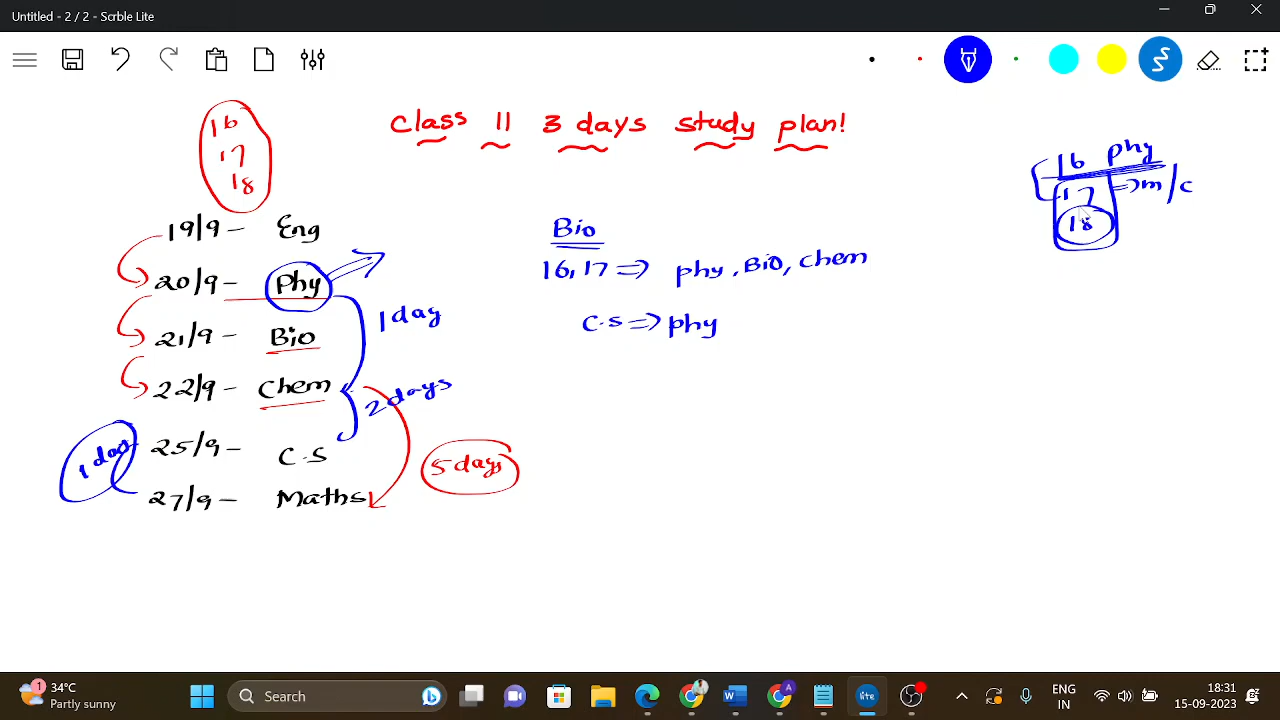 Untitled - 2 / 2 - Scrble Lite
class 11 3 days study plan!
16
17
18
19/9 - Eng
20/9 - Phy
21/9 - Bio
22/9 - Chem
25/9 - C.S
27/9 - Maths
1 day
2 days
5 days
1 day
Bio
16, 17 => phy, Bio, chem
C.S => phy
16 phy
17 => m/c
18
lite
Search
34°C
Partly sunny
1
W
A
ENG
IN
18:31
15-09-2023